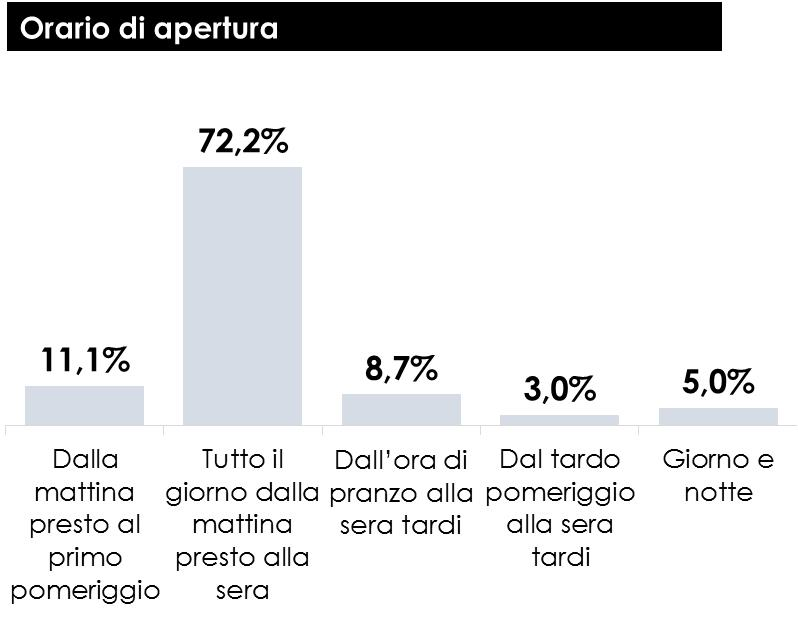 Orario di apertura
72,2%
11,1%
8,7%
3,0%
5,0%
Dalla
mattina
presto al
primo
pomeriggio
Tutto il
giorno dalla
mattina
presto alla
sera
Dall'ora di
pranzo alla
sera tardi
Dal tardo
pomeriggio
alla sera
tardi
Giorno e
notte